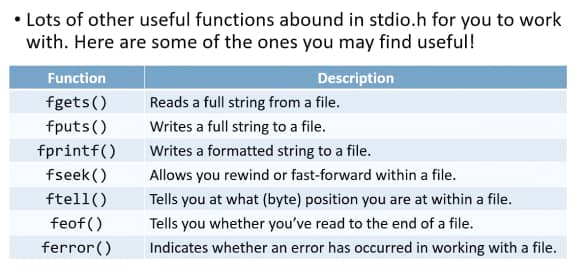 • Lots of other useful functions abound in stdio.h for you to work
with. Here are some of the ones you may find useful!
Function Description
fgets() Reads a full string from a file.
fputs() Writes a full string to a file.
fprintf() Writes a formatted string to a file.
fseek() Allows you rewind or fast-forward within a file.
ftell() Tells you at what (byte) position you are at within a file.
feof() Tells you whether you've read to the end of a file.
ferror() Indicates whether an error has occurred in working with a file.